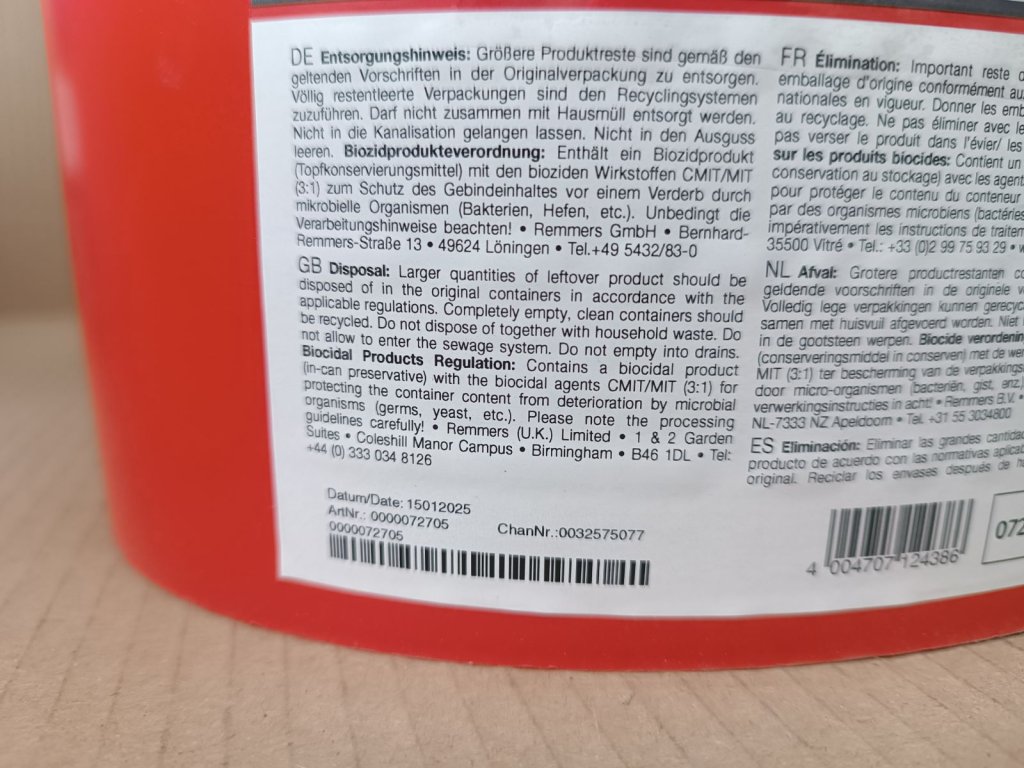 DE Entsorgungshinweis: Größere Produktreste sind gemäß den
geltenden Vorschriften in der Originalverpackung zu entsorgen.
Völlig restentleerte Verpackungen sind den Recyclingsystemen
zuzuführen. Darf nicht zusammen mit Hausmüll entsorgt werden.
Nicht in die Kanalisation gelangen lassen. Nicht in den Ausguss
leeren. Biozidprodukteverordnung: Enthält ein Biozidprodukt
(Topfkonservierungsmittel) mit den bioziden Wirkstoffen CMIT/MIT
(3:1) zum Schutz des Gebindeinhaltes vor einem Verderb durch
mikrobielle Organismen (Bakterien, Hefen, etc.). Unbedingt die
Verarbeitungshinweise beachten! • Remmers GmbH • Bernhard-
Remmers-Straße 13 • 49624 Löningen • Tel.+49 5432/83-0
GB Disposal: Larger quantities of leftover product should be
disposed of in the original containers in accordance with the
applicable regulations. Completely empty, clean containers should
be recycled. Do not dispose of together with household waste. Do
not allow to enter the sewage system. Do not empty into drains.
Biocidal Products Regulation: Contains a biocidal product
(in-can preservative) with the biocidal agents CMIT/MIT (3:1) for
protecting the container content from deterioration by microbial
organisms (germs, yeast, etc.). Please note the processing
guidelines carefully! • Remmers (U.K.) Limited • 1 & 2 Garden
Suites • Coleshill Manor Campus • Birmingham • B46 1DL • Tel:
+44 (0) 333 034 8126
FR Élimination: Important reste
emballage d'origine conformément
nationales en vigueur. Donner les
au recyclage. Ne pas éliminer avec
pas verser le produit dans l'évier/ les
sur les produits biocides: Contient un
conservation au stockage) avec les
pour protéger le contenu du conteneur
par des organismes microbiens
impérativement les instructions de
35500 Vitré • Tel.: +33 (0)2 99 75 93 29 •
NL Afval: Grotere productrestanten
geldende voorschriften in de originele
Volledig lege verpakkingen kunnen
samen met huisvuil afgevoerd worden. Niet
in de gootsteen werpen. Biocide
(conserveringsmiddel in conserven) met de
MIT (3:1) ter bescherming van de
door micro-organismen (bacteriën, gist, enz.)
verwerkingsinstructies in acht! • Remmers B.V. •
NL-7333 NZ Apeldoorn • Tel. +31 55 3034800
ES Eliminación: Eliminar las grandes
producto de acuerdo con las normativas
original. Reciclar los envases después de
Datum/Date: 15012025
ArtNr.: 0000072705
0000072705
ChanNr.:0032575077
4 004707 124386
072